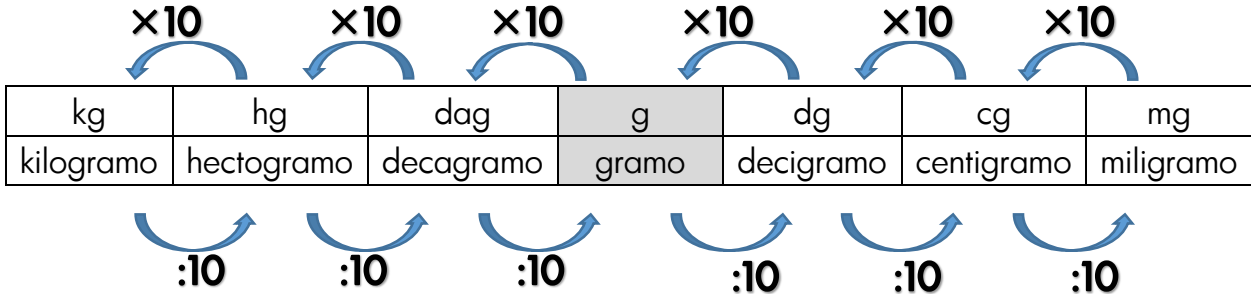 ×10 ×10 ×10 ×10 ×10 ×10
kg hg dag g dg cg mg
kilogramo hectogramo decagramo gramo decigramo centigramo miligramo
:10 :10 :10 :10 :10 :10